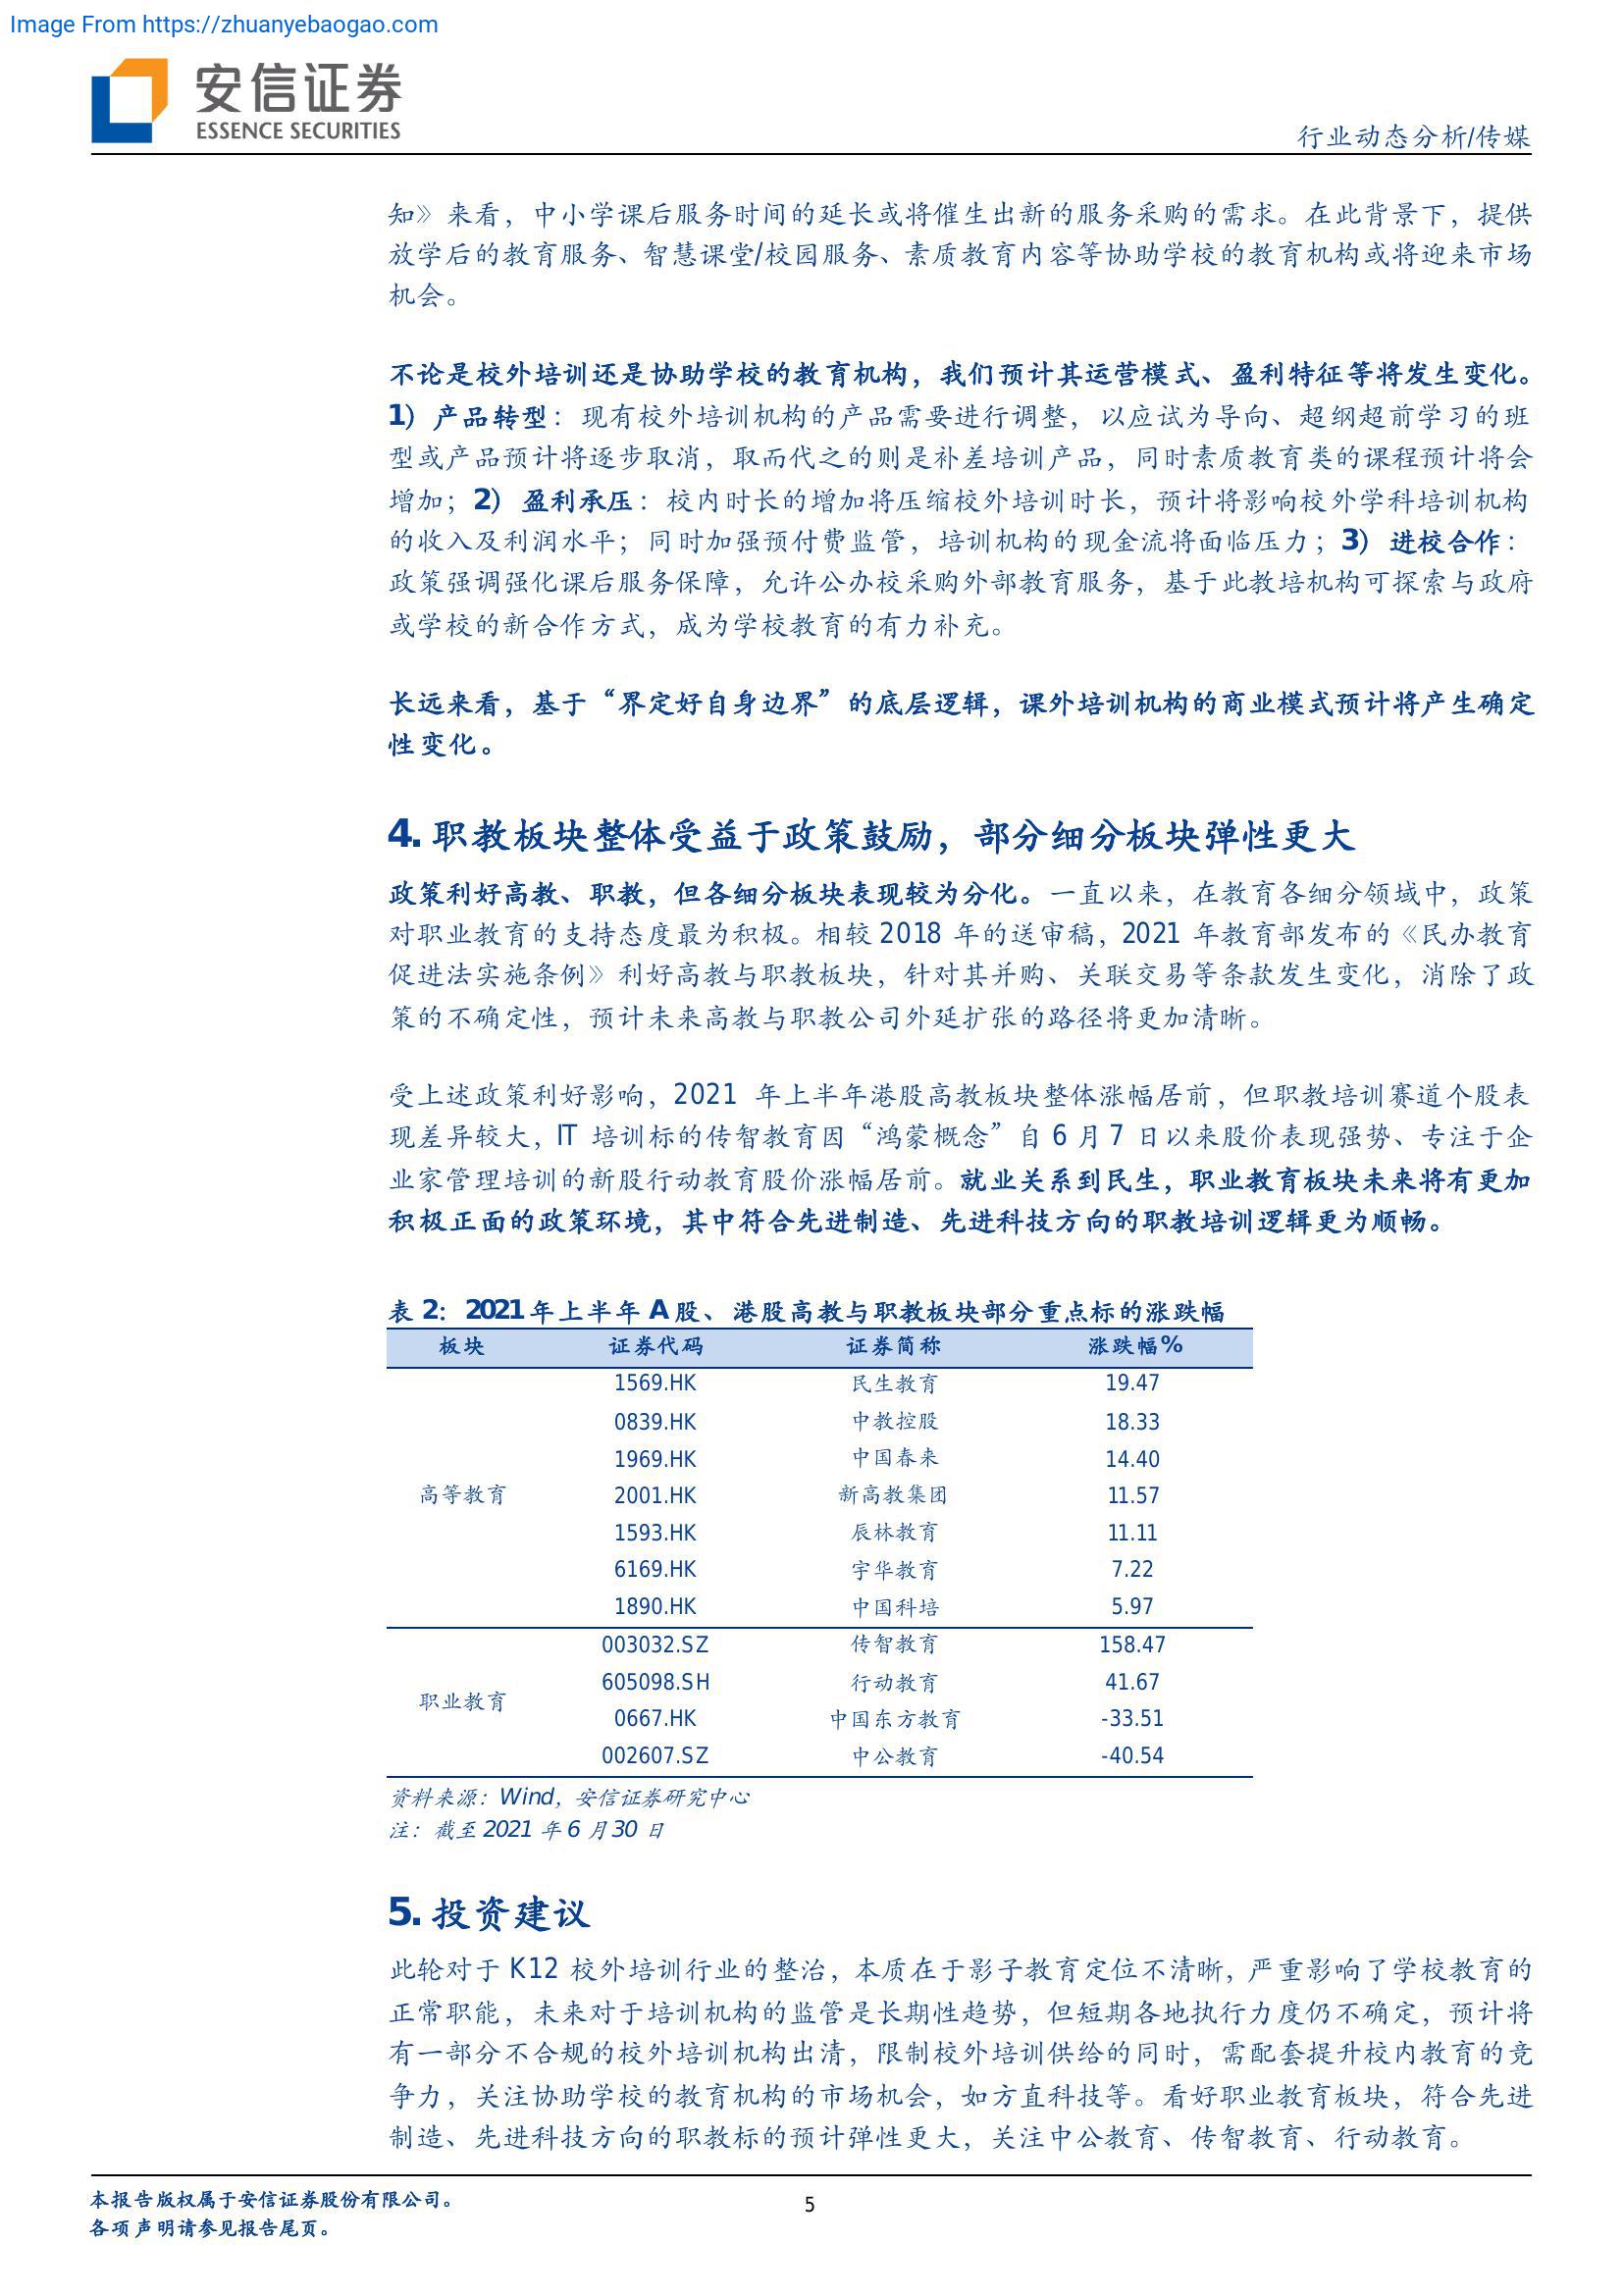 Image From https://zhuanyebaogao.com
安信证券
ESSENCE SECURITIES
行业动态分析/传媒
知》来看，中小学课后服务时间的延长或将催生出新的服务采购的需求。在此背景下，提供
放学后的教育服务、智慧课堂/校园服务、素质教育内容等协助学校的教育机构或将迎来市场
机会。
不论是校外培训还是协助学校的教育机构，我们预计其运营模式、盈利特征等将发生变化。
1）产品转型：现有校外培训机构的产品需要进行调整，以应试为导向、超纲超前学习的班
型或产品预计将逐步取消，取而代之的则是补差培训产品，同时素质教育类的课程预计将会
增加；2）盈利承压：校内时长的增加将压缩校外培训时长，预计将影响校外学科培训机构
的收入及利润水平；同时加强预付费监管，培训机构的现金流将面临压力；3）进校合作：
政策强调强化课后服务保障，允许公办校采购外部教育服务，基于此教培机构可探索与政府
或学校的新合作方式，成为学校教育的有力补充。
长远来看，基于“界定好自身边界”的底层逻辑，课外培训机构的商业模式预计将产生确定
性变化。
4. 职教板块整体受益于政策鼓励，部分细分板块弹性更大
政策利好高教、职教，但各细分板块表现较为分化。一直以来，在教育各细分领域中，政策
对职业教育的支持态度最为积极。相较 2018 年的送审稿，2021 年教育部发布的《民办教育
促进法实施条例》利好高教与职教板块，针对其并购、关联交易等条款发生变化，消除了政
策的不确定性，预计未来高教与职教公司外延扩张的路径将更加清晰。
受上述政策利好影响，2021 年上半年港股高教板块整体涨幅居前，但职教培训赛道个股表
现差异较大，IT 培训标的传智教育因“鸿蒙概念”自 6 月 7 日以来股价表现强势、专注于企
业家管理培训的新股行动教育股价涨幅居前。就业关系到民生，职业教育板块未来将有更加
积极正面的政策环境，其中符合先进制造、先进科技方向的职教培训逻辑更为顺畅。
表 2：2021 年上半年 A 股、港股高教与职教板块部分重点标的涨跌幅
板块 证券代码 证券简称 涨跌幅%
1569.HK 民生教育 19.47
0839.HK 中教控股 18.33
1969.HK 中国春来 14.40
高等教育 2001.HK 新高教集团 11.57
1593.HK 辰林教育 11.11
6169.HK 宇华教育 7.22
1890.HK 中国科培 5.97
003032.SZ 传智教育 158.47
605098.SH 行动教育 41.67
职业教育
0667.HK 中国东方教育 -33.51
002607.SZ 中公教育 -40.54
资料来源：Wind，安信证券研究中心
注：截至 2021 年 6 月 30 日
5. 投资建议
此轮对于 K12 校外培训行业的整治，本质在于影子教育定位不清晰，严重影响了学校教育的
正常职能，未来对于培训机构的监管是长期性趋势，但短期各地执行力度仍不确定，预计将
有一部分不合规的校外培训机构出清，限制校外培训供给的同时，需配套提升校内教育的竞
争力，关注协助学校的教育机构的市场机会，如方直科技等。看好职业教育板块，符合先进
制造、先进科技方向的职教标的预计弹性更大，关注中公教育、传智教育、行动教育。
本报告版权属于安信证券股份有限公司。
5
各项声明请参见报告尾页。